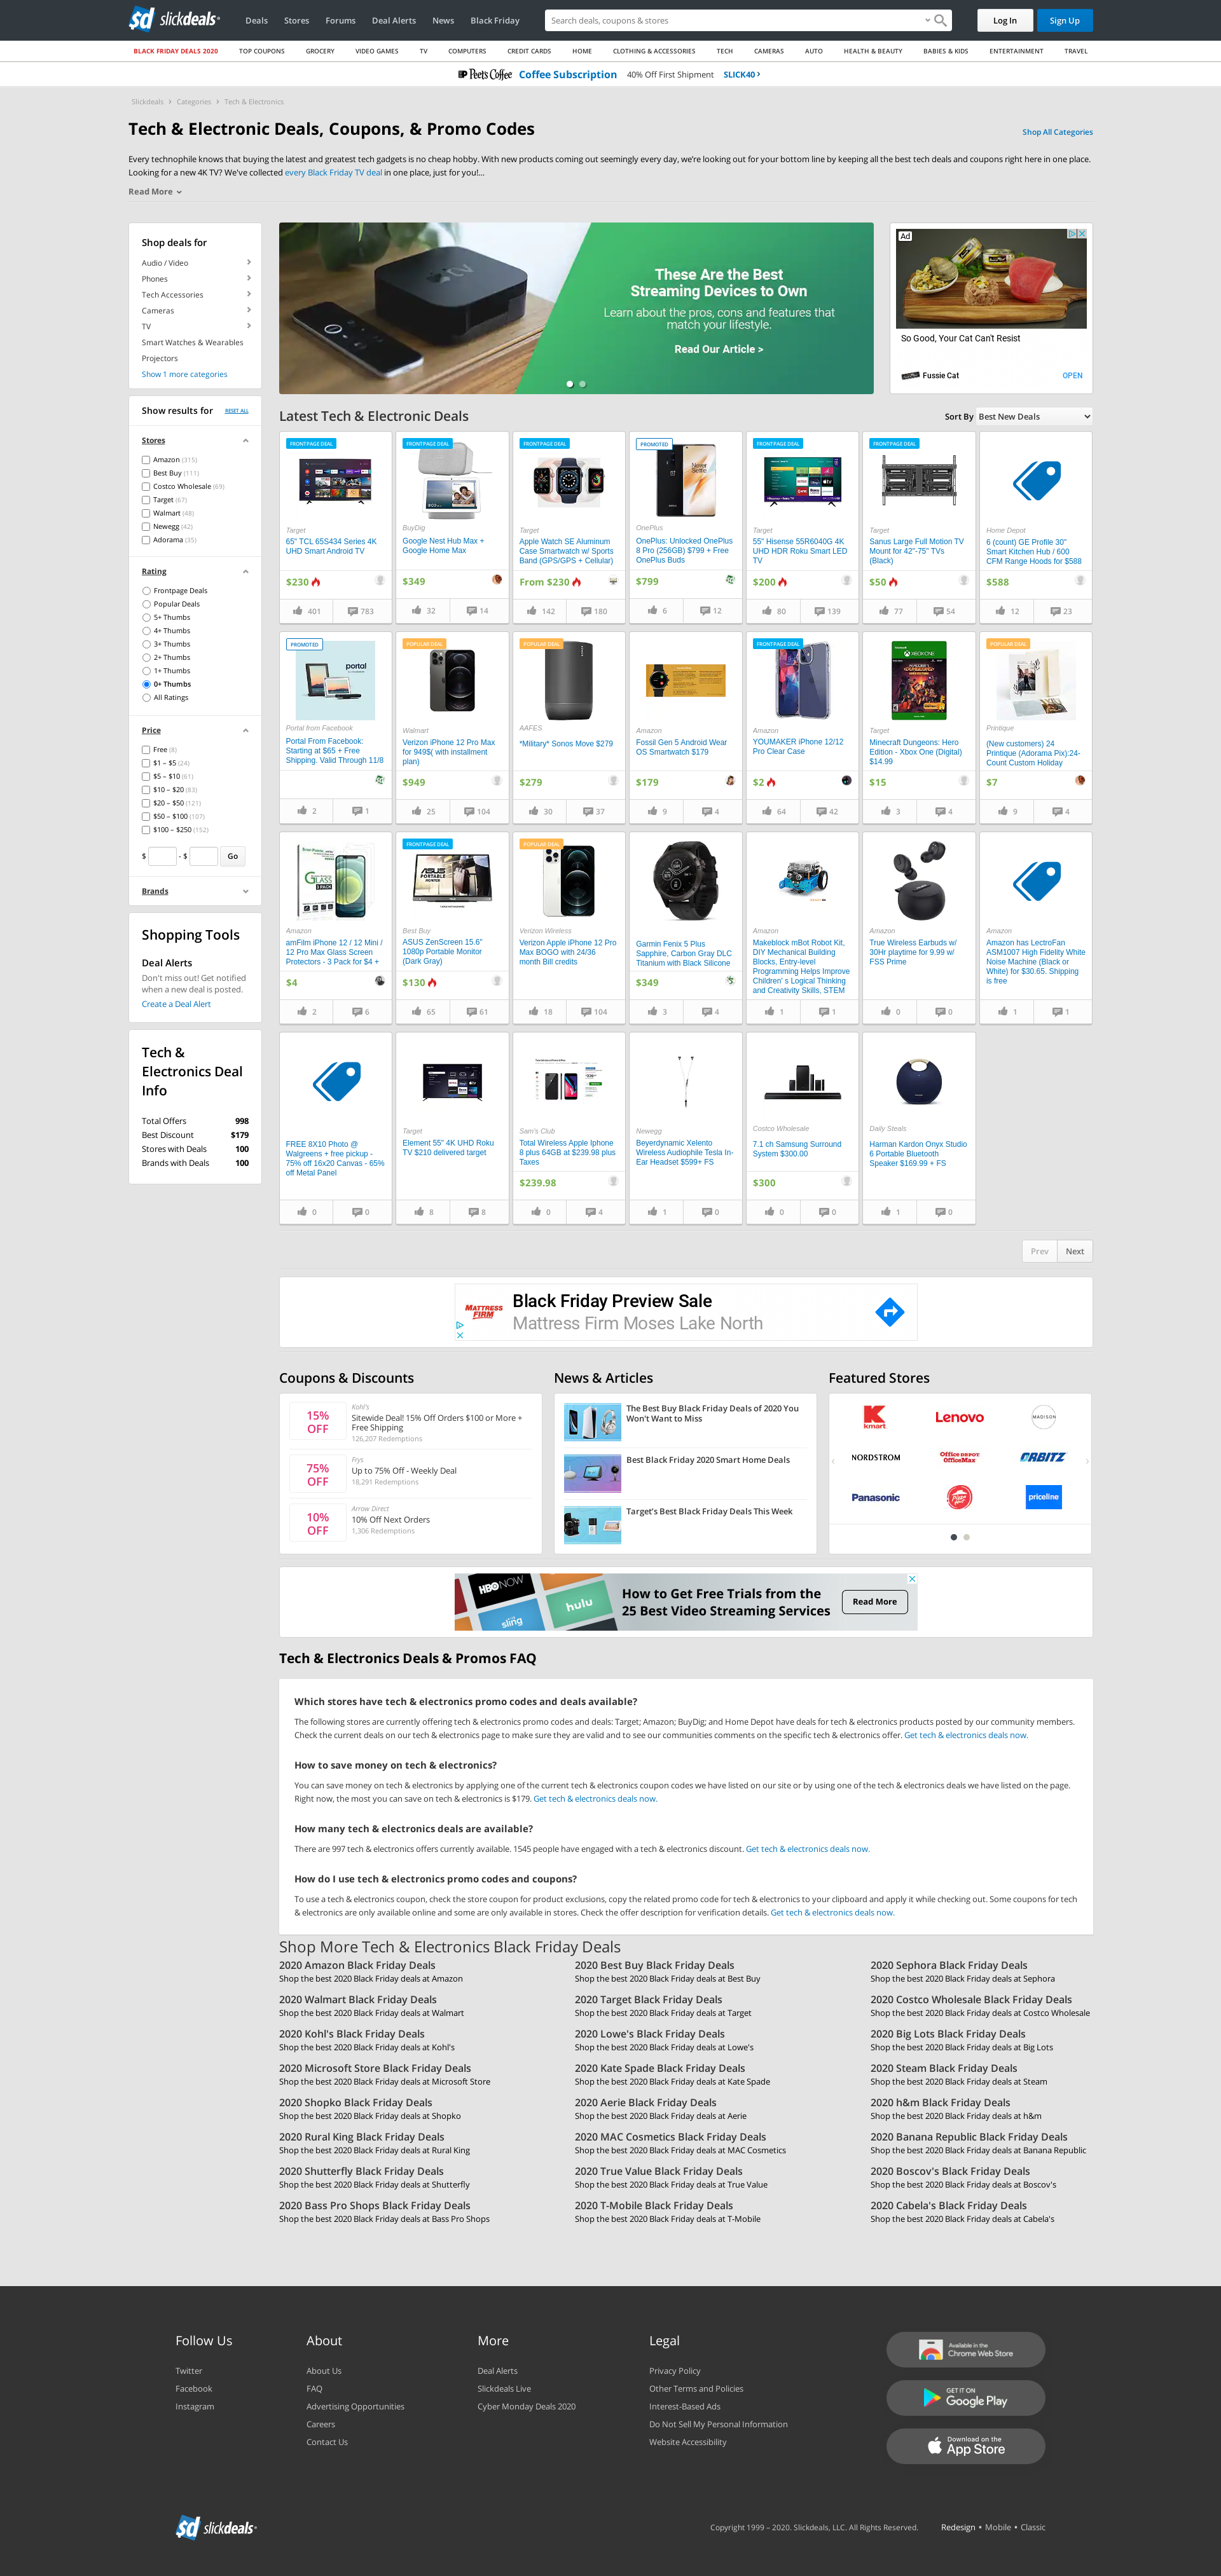 slickdeals
Deals Stores Forums Deal Alerts News Black Friday
Search deals, coupons & stores
Log In
Sign Up
BLACK FRIDAY DEALS 2020 TOP COUPONS GROCERY VIDEO GAMES TV COMPUTERS CREDIT CARDS HOME CLOTHING & ACCESSORIES TECH CAMERAS AUTO HEALTH & BEAUTY BABIES & KIDS ENTERTAINMENT TRAVEL
Peet's Coffee Coffee Subscription 40% Off First Shipment SLICK40 >
Slickdeals > Categories > Tech & Electronics
Tech & Electronic Deals, Coupons, & Promo Codes
Shop All Categories
Every technophile knows that buying the latest and greatest tech gadgets is no cheap hobby. With new products coming out seemingly every day, we're looking out for your bottom line by keeping all the best tech deals and coupons right here in one place.
Looking for a new 4K TV? We've collected every Black Friday TV deal in one place, just for you!...
Read More
Shop deals for
Audio / Video
Phones
Tech Accessories
Cameras
TV
Smart Watches & Wearables
Projectors
Show 1 more categories
Show results for RESET ALL
Stores
Amazon (315)
Best Buy (111)
Costco Wholesale (69)
Target (67)
Walmart (48)
Newegg (42)
Adorama (35)
Rating
Frontpage Deals
Popular Deals
5+ Thumbs
4+ Thumbs
3+ Thumbs
2+ Thumbs
1+ Thumbs
0+ Thumbs
All Ratings
Price
Free (8)
$1 – $5 (24)
$5 – $10 (61)
$10 – $20 (83)
$20 – $50 (121)
$50 – $100 (107)
$100 – $250 (152)
$ - $ Go
Brands
Shopping Tools
Deal Alerts
Don't miss out! Get notified
when a new deal is posted.
Create a Deal Alert
Tech &
Electronics Deal
Info
Total Offers 998
Best Discount $179
Stores with Deals 100
Brands with Deals 100
tv
These Are the Best
Streaming Devices to Own
Learn about the pros, cons and features that
match your lifestyle.
Read Our Article >
Ad
So Good, Your Cat Can't Resist
Fussie Cat
OPEN
Latest Tech & Electronic Deals
Sort By Best New Deals
FRONTPAGE DEAL
Target
65" TCL 65S434 Series 4K
UHD Smart Android TV
$230
401 783
FRONTPAGE DEAL
BuyDig
Google Nest Hub Max +
Google Home Max
$349
32 14
FRONTPAGE DEAL
Target
Apple Watch SE Aluminum
Case Smartwatch w/ Sports
Band (GPS/GPS + Cellular)
From $230
142 180
PROMOTED
Never Settle
OnePlus
OnePlus: Unlocked OnePlus
8 Pro (256GB) $799 + Free
OnePlus Buds
$799
6 12
FRONTPAGE DEAL
Target
55" Hisense 55R6040G 4K
UHD HDR Roku Smart LED
TV
$200
80 139
FRONTPAGE DEAL
Target
Sanus Large Full Motion TV
Mount for 42"-75" TVs
(Black)
$50
77 54
Home Depot
6 (count) GE Profile 30"
Smart Kitchen Hub / 600
CFM Range Hoods for $588
$588
12 23
PROMOTED
portal
Portal from Facebook
Portal From Facebook:
Starting at $65 + Free
Shipping. Valid Through 11/8
2 1
POPULAR DEAL
Walmart
Verizon iPhone 12 Pro Max
for 949$( with installment
plan)
$949
25 104
POPULAR DEAL
AAFES
*Military* Sonos Move $279
$279
30 37
Amazon
Fossil Gen 5 Android Wear
OS Smartwatch $179
$179
9 4
FRONTPAGE DEAL
Amazon
YOUMAKER iPhone 12/12
Pro Clear Case
$2
64 42
XBOX ONE
Target
Minecraft Dungeons: Hero
Edition - Xbox One (Digital)
$14.99
$15
3 4
POPULAR DEAL
Printique
(New customers) 24
Printique (Adorama Pix):24-
Count Custom Holiday
$7
9 4
GLASS
Amazon
amFilm iPhone 12 / 12 Mini /
12 Pro Max Glass Screen
Protectors - 3 Pack for $4 +
$4
2 6
FRONTPAGE DEAL
ASUS
PORTABLE
MONITOR
Best Buy
ASUS ZenScreen 15.6"
1080p Portable Monitor
(Dark Gray)
$130
65 61
POPULAR DEAL
Verizon Wireless
Verizon Apple iPhone 12 Pro
Max BOGO with 24/36
month Bill credits
18 104
Garmin Fenix 5 Plus
Sapphire, Carbon Gray DLC
Titanium with Black Silicone
$349
3 4
Amazon
Makeblock mBot Robot Kit,
DIY Mechanical Building
Blocks, Entry-level
Programming Helps Improve
Children' s Logical Thinking
and Creativity Skills, STEM
1 1
Amazon
True Wireless Earbuds w/
30Hr playtime for 9.99 w/
FSS Prime
0 0
Amazon
Amazon has LectroFan
ASM1007 High Fidelity White
Noise Machine (Black or
White) for $30.65. Shipping
is free
1 1
FREE 8X10 Photo @
Walgreens + free pickup -
75% off 16x20 Canvas - 65%
off Metal Panel
0 0
Target
Element 55" 4K UHD Roku
TV $210 delivered target
8 8
Sam's Club
Total Wireless Apple Iphone
8 plus 64GB at $239.98 plus
Taxes
$239.98
0 4
Newegg
Beyerdynamic Xelento
Wireless Audiophile Tesla In-
Ear Headset $599+ FS
1 0
Costco Wholesale
7.1 ch Samsung Surround
System $300.00
$300
0 0
Daily Steals
Harman Kardon Onyx Studio
6 Portable Bluetooth
Speaker $169.99 + FS
1 0
Prev Next
MATTRESS FIRM
Black Friday Preview Sale
Mattress Firm Moses Lake North
Coupons & Discounts
15% OFF
Kohl's
Sitewide Deal! 15% Off Orders $100 or More +
Free Shipping
126,207 Redemptions
75% OFF
Frys
Up to 75% Off - Weekly Deal
18,291 Redemptions
10% OFF
Arrow Direct
10% Off Next Orders
1,306 Redemptions
News & Articles
The Best Buy Black Friday Deals of 2020 You
Won't Want to Miss
Best Black Friday 2020 Smart Home Deals
Target's Best Black Friday Deals This Week
Featured Stores
kmart Lenovo MADISON
NORDSTROM Office DEPOT OfficeMax ORBITZ
Panasonic Pizza Hut priceline
HBO NOW sling hulu
How to Get Free Trials from the
25 Best Video Streaming Services
Read More
Tech & Electronics Deals & Promos FAQ
Which stores have tech & electronics promo codes and deals available?
The following stores are currently offering tech & electronics promo codes and deals: Target; Amazon; BuyDig; and Home Depot have deals for tech & electronics products posted by our community members.
Check the current deals on our tech & electronics page to make sure they are valid and to see our communities comments on the specific tech & electronics offer. Get tech & electronics deals now.
How to save money on tech & electronics?
You can save money on tech & electronics by applying one of the current tech & electronics coupon codes we have listed on our site or by using one of the tech & electronics deals we have listed on the page.
Right now, the most you can save on tech & electronics is $179. Get tech & electronics deals now.
How many tech & electronics deals are available?
There are 997 tech & electronics offers currently available. 1545 people have engaged with a tech & electronics discount. Get tech & electronics deals now.
How do I use tech & electronics promo codes and coupons?
To use a tech & electronics coupon, check the store coupon for product exclusions, copy the related promo code for tech & electronics to your clipboard and apply it while checking out. Some coupons for tech
& electronics are only available online and some are only available in stores. Check the offer description for verification details. Get tech & electronics deals now.
Shop More Tech & Electronics Black Friday Deals
2020 Amazon Black Friday Deals 2020 Best Buy Black Friday Deals 2020 Sephora Black Friday Deals
Shop the best 2020 Black Friday deals at Amazon Shop the best 2020 Black Friday deals at Best Buy Shop the best 2020 Black Friday deals at Sephora
2020 Walmart Black Friday Deals 2020 Target Black Friday Deals 2020 Costco Wholesale Black Friday Deals
Shop the best 2020 Black Friday deals at Walmart Shop the best 2020 Black Friday deals at Target Shop the best 2020 Black Friday deals at Costco Wholesale
2020 Kohl's Black Friday Deals 2020 Lowe's Black Friday Deals 2020 Big Lots Black Friday Deals
Shop the best 2020 Black Friday deals at Kohl's Shop the best 2020 Black Friday deals at Lowe's Shop the best 2020 Black Friday deals at Big Lots
2020 Microsoft Store Black Friday Deals 2020 Kate Spade Black Friday Deals 2020 Steam Black Friday Deals
Shop the best 2020 Black Friday deals at Microsoft Store Shop the best 2020 Black Friday deals at Kate Spade Shop the best 2020 Black Friday deals at Steam
2020 Shopko Black Friday Deals 2020 Aerie Black Friday Deals 2020 h&m Black Friday Deals
Shop the best 2020 Black Friday deals at Shopko Shop the best 2020 Black Friday deals at Aerie Shop the best 2020 Black Friday deals at h&m
2020 Rural King Black Friday Deals 2020 MAC Cosmetics Black Friday Deals 2020 Banana Republic Black Friday Deals
Shop the best 2020 Black Friday deals at Rural King Shop the best 2020 Black Friday deals at MAC Cosmetics Shop the best 2020 Black Friday deals at Banana Republic
2020 Shutterfly Black Friday Deals 2020 True Value Black Friday Deals 2020 Boscov's Black Friday Deals
Shop the best 2020 Black Friday deals at Shutterfly Shop the best 2020 Black Friday deals at True Value Shop the best 2020 Black Friday deals at Boscov's
2020 Bass Pro Shops Black Friday Deals 2020 T-Mobile Black Friday Deals 2020 Cabela's Black Friday Deals
Shop the best 2020 Black Friday deals at Bass Pro Shops Shop the best 2020 Black Friday deals at T-Mobile Shop the best 2020 Black Friday deals at Cabela's
Follow Us
Twitter
Facebook
Instagram
About
About Us
FAQ
Advertising Opportunities
Careers
Contact Us
More
Deal Alerts
Slickdeals Live
Cyber Monday Deals 2020
Legal
Privacy Policy
Other Terms and Policies
Interest-Based Ads
Do Not Sell My Personal Information
Website Accessibility
Available in the
Chrome Web Store
GET IT ON
Google Play
Download on the
App Store
slickdeals
Copyright 1999 – 2020. Slickdeals, LLC. All Rights Reserved. Redesign • Mobile • Classic